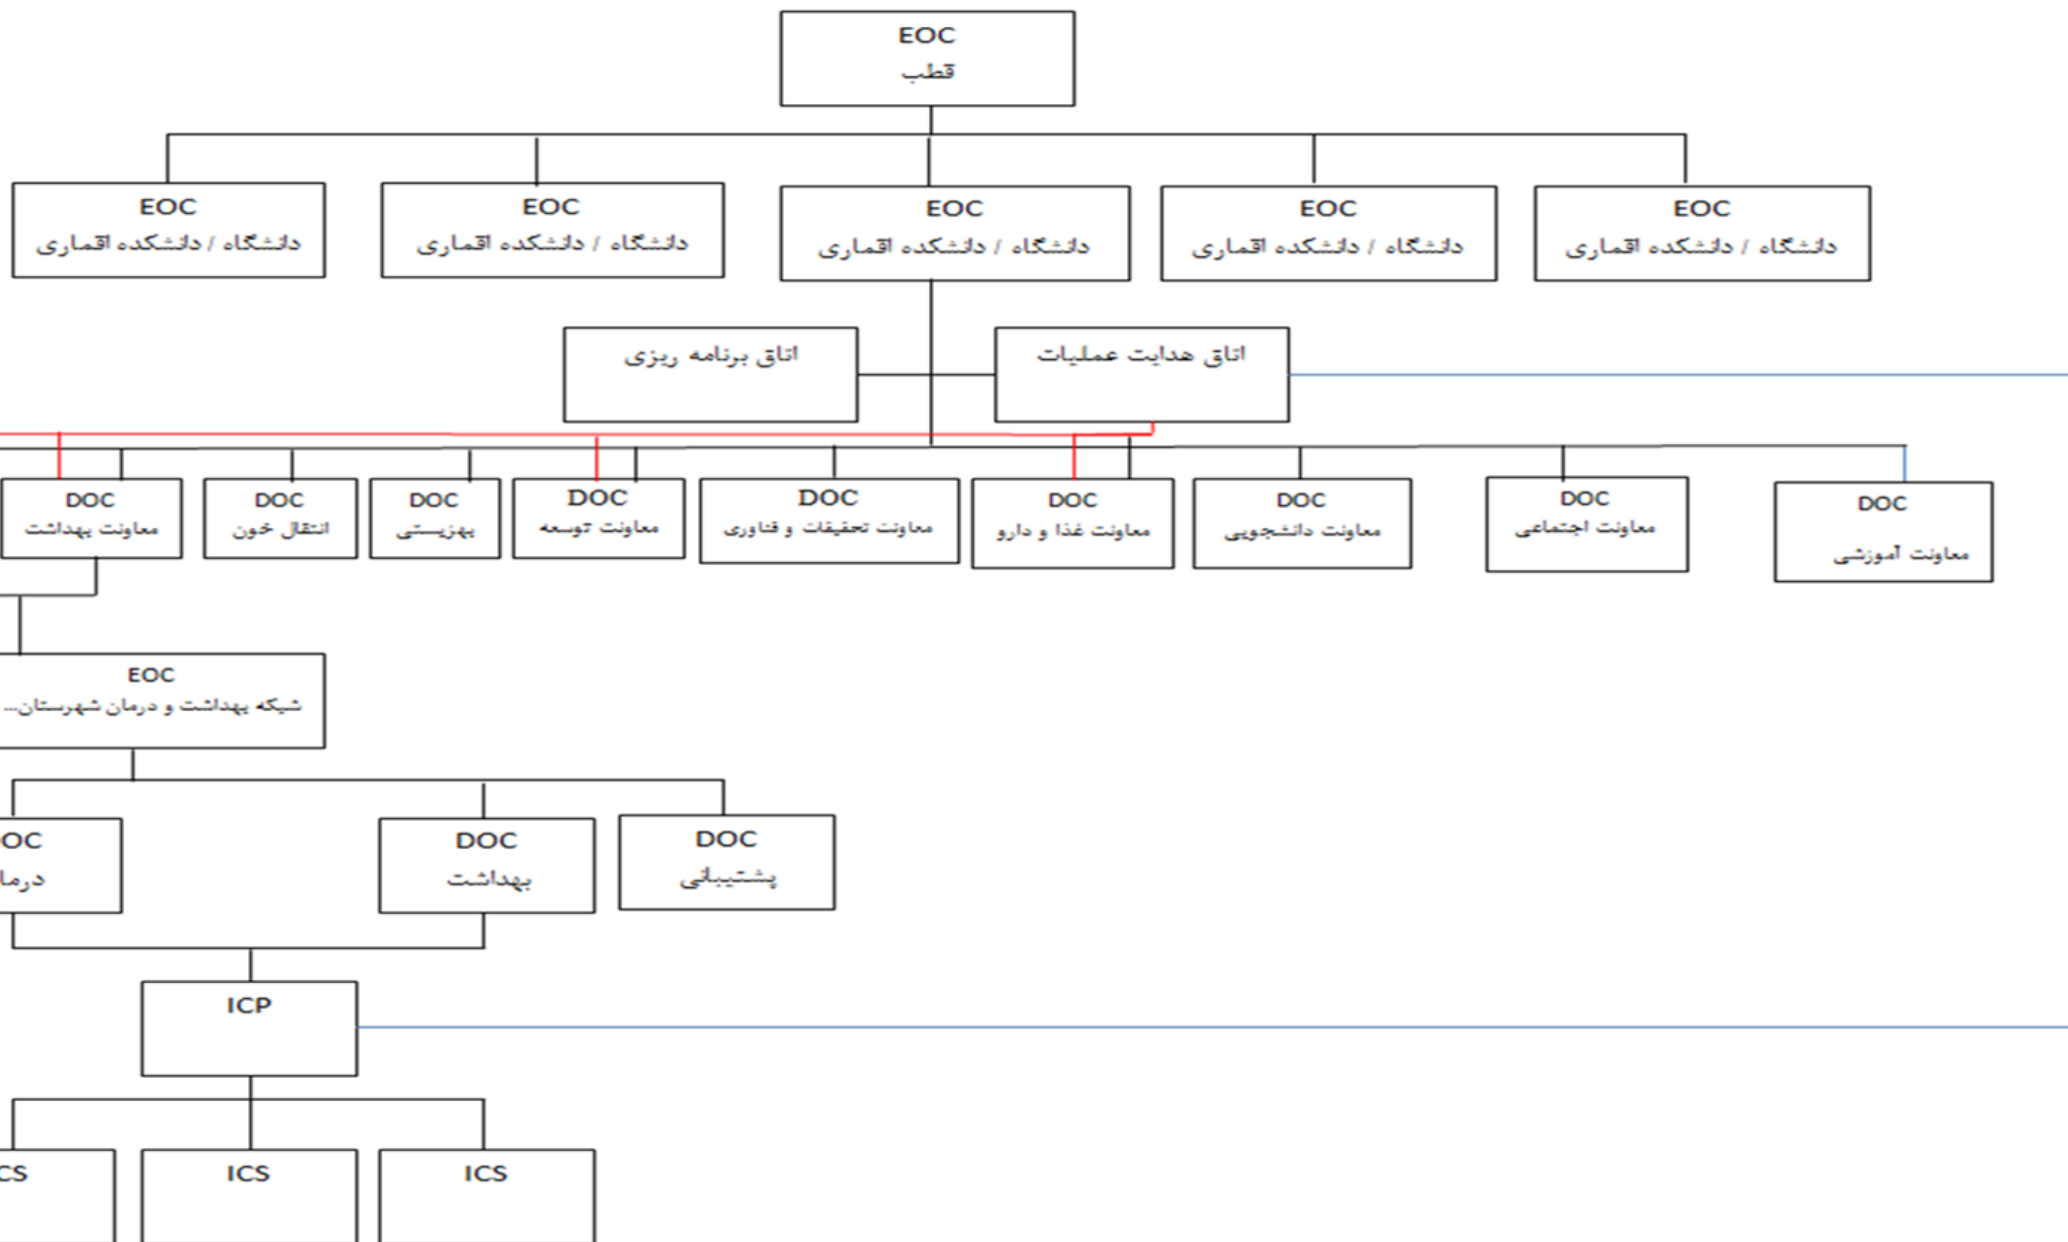 EOC
قطب
EOC
دانشگاه / دانشکده اقماری
EOC
دانشگاه / دانشکده اقماری
EOC
دانشگاه / دانشکده اقماری
EOC
دانشگاه / دانشکده اقماری
EOC
دانشگاه / دانشکده اقماری
اتاق هدایت عملیات
اتاق برنامه ریزی
DOC
معاونت آموزشی
DOC
معاونت اجتماعی
DOC
معاونت دانشجویی
DOC
معاونت غذا و دارو
DOC
معاونت تحقیقات و فناوری
DOC
معاونت توسعه
DOC
بهزیستی
DOC
انتقال خون
DOC
معاونت بهداشت
EOC
شبکه بهداشت و درمان شهرستان...
DOC
پشتیبانی
DOC
بهداشت
OC
درما
ICP
ICS
ICS
CS